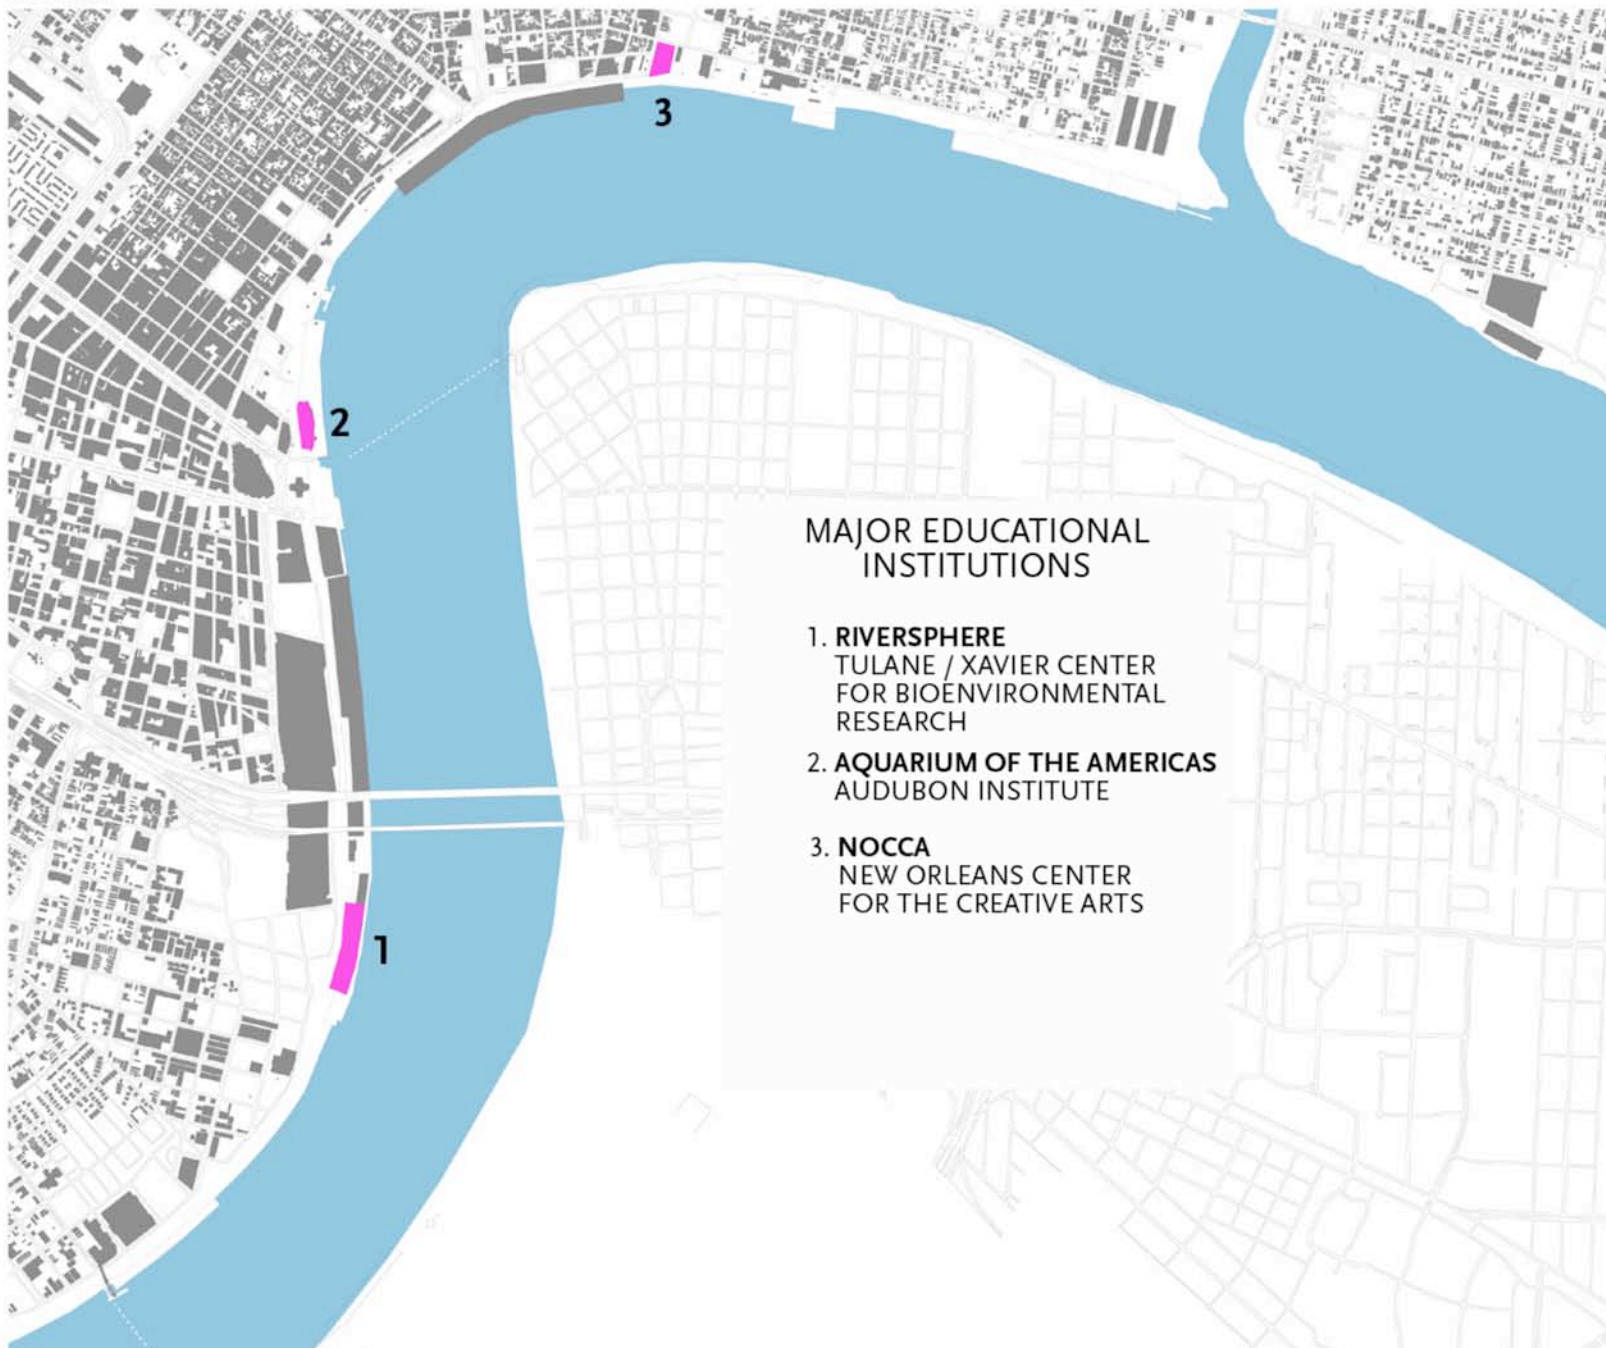 3
2
1
MAJOR EDUCATIONAL
INSTITUTIONS
1. RIVERSPHERE
TULANE / XAVIER CENTER
FOR BIOENVIRONMENTAL
RESEARCH
2. AQUARIUM OF THE AMERICAS
AUDUBON INSTITUTE
3. NOCCA
NEW ORLEANS CENTER
FOR THE CREATIVE ARTS